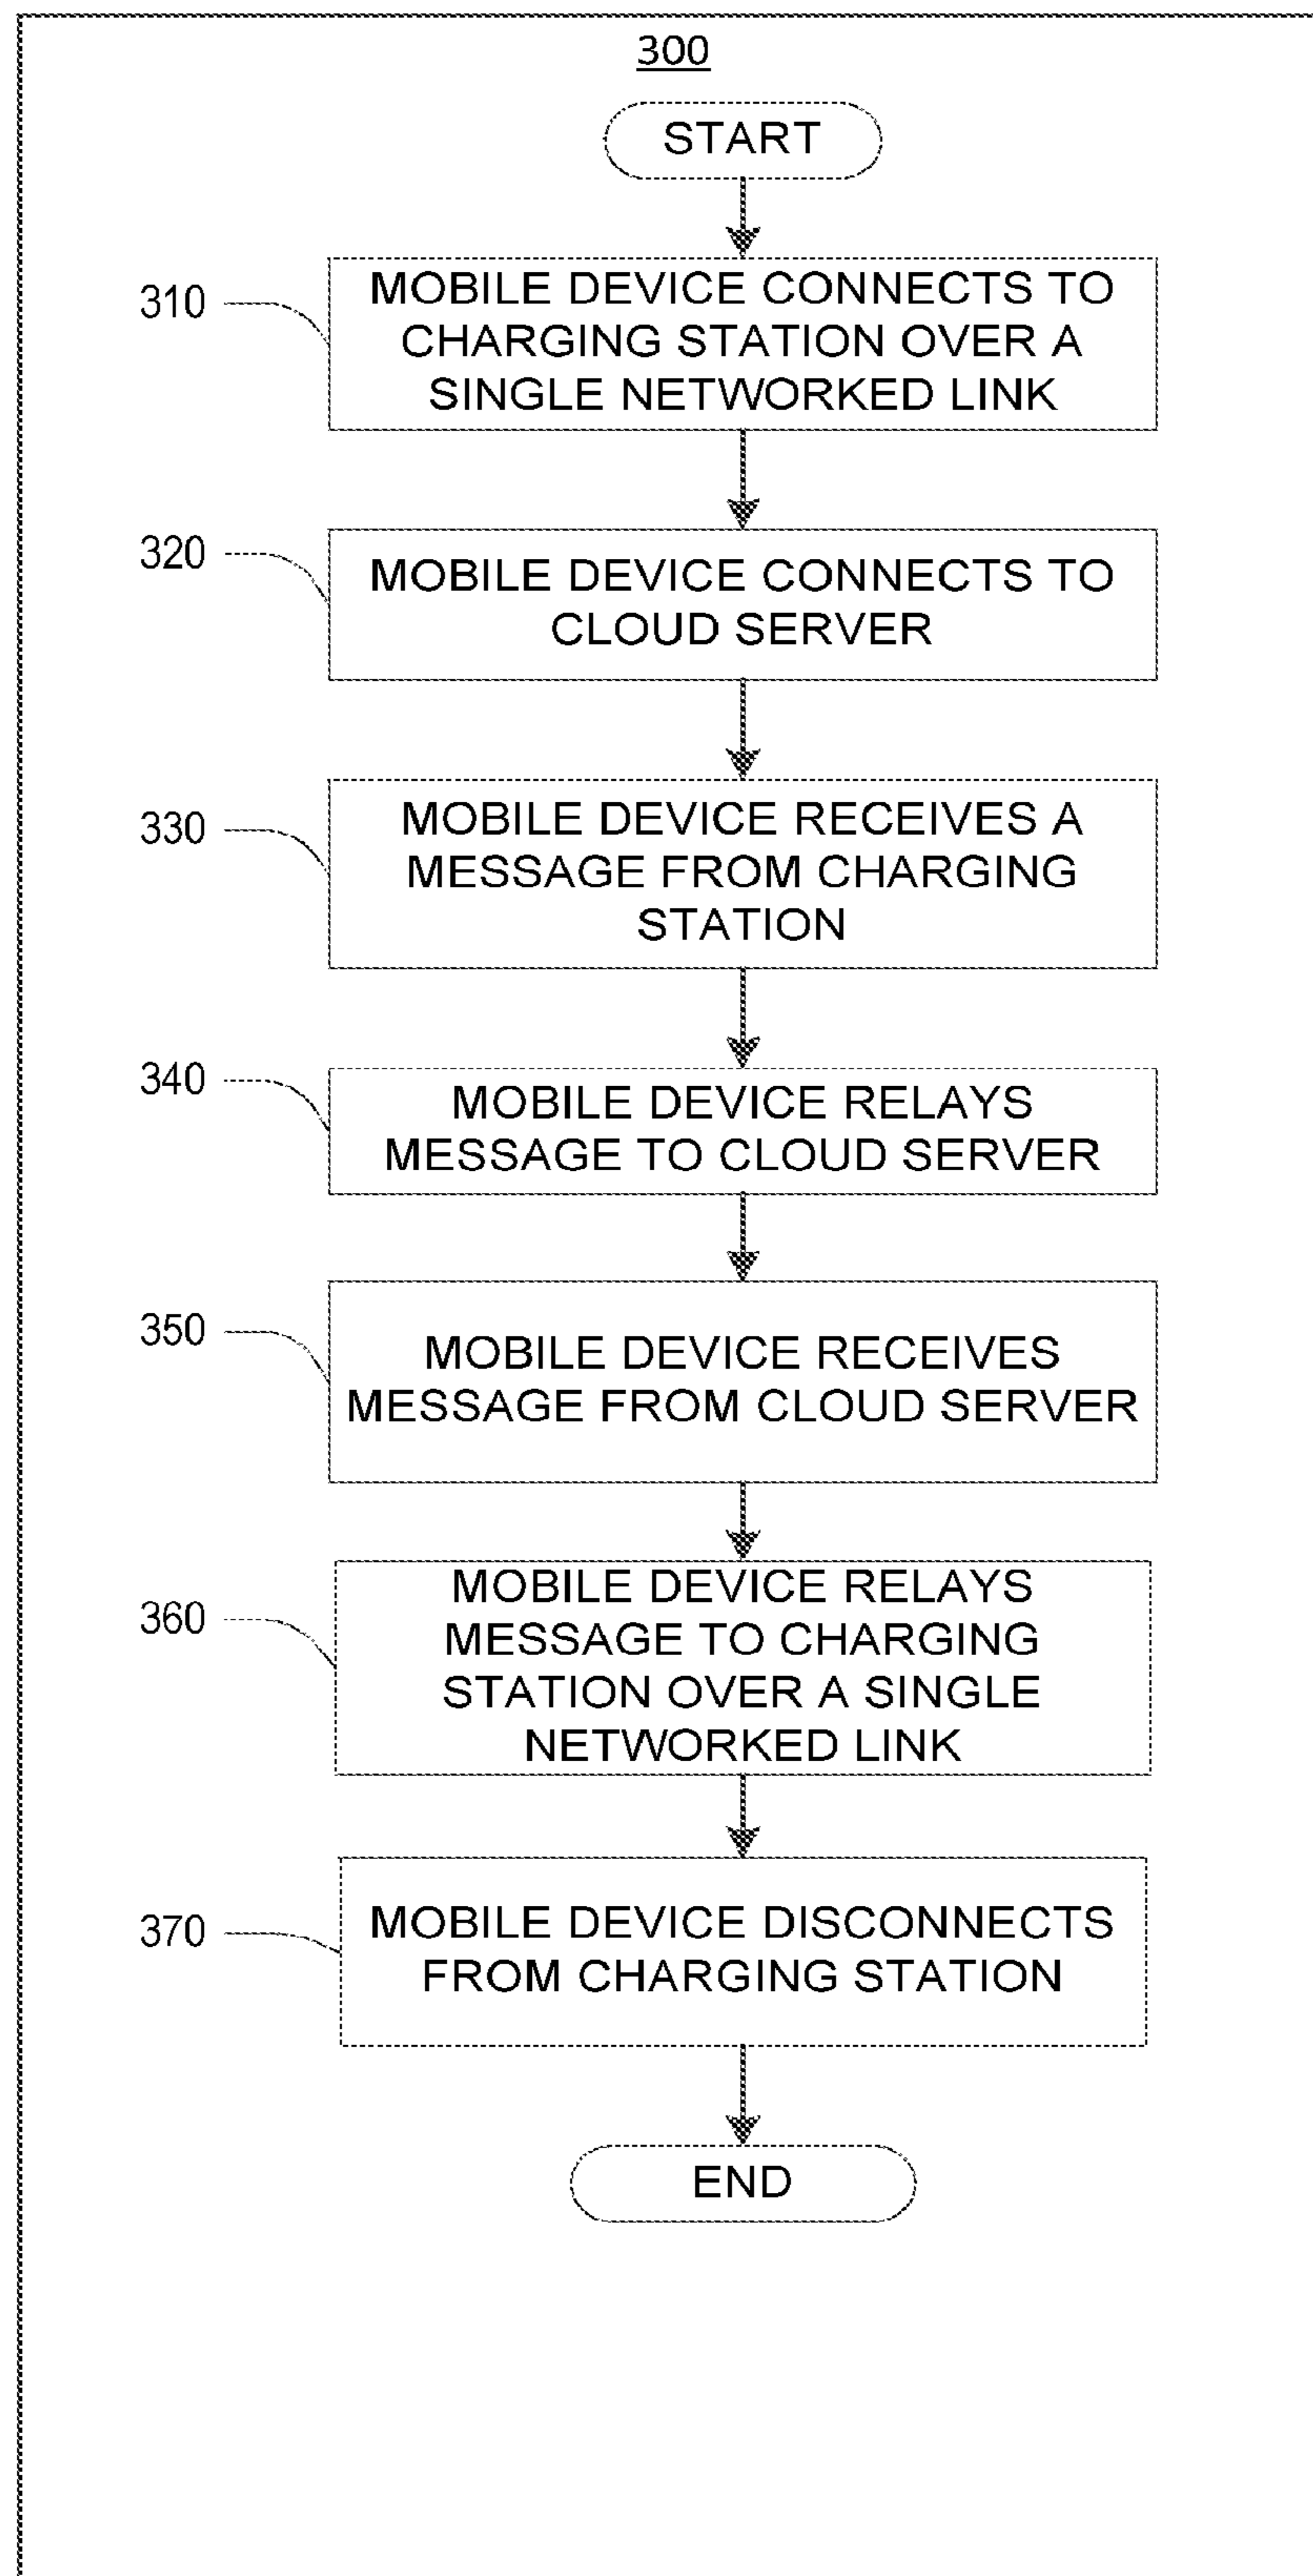 300
START
310
MOBILE DEVICE CONNECTS TO
CHARGING STATION OVER A
SINGLE NETWORKED LINK
320
MOBILE DEVICE CONNECTS TO
CLOUD SERVER
330
MOBILE DEVICE RECEIVES A
MESSAGE FROM CHARGING
STATION
340
MOBILE DEVICE RELAYS
MESSAGE TO CLOUD SERVER
350
MOBILE DEVICE RECEIVES
MESSAGE FROM CLOUD SERVER
360
MOBILE DEVICE RELAYS
MESSAGE TO CHARGING
STATION OVER A SINGLE
NETWORKED LINK
370
MOBILE DEVICE DISCONNECTS
FROM CHARGING STATION
END